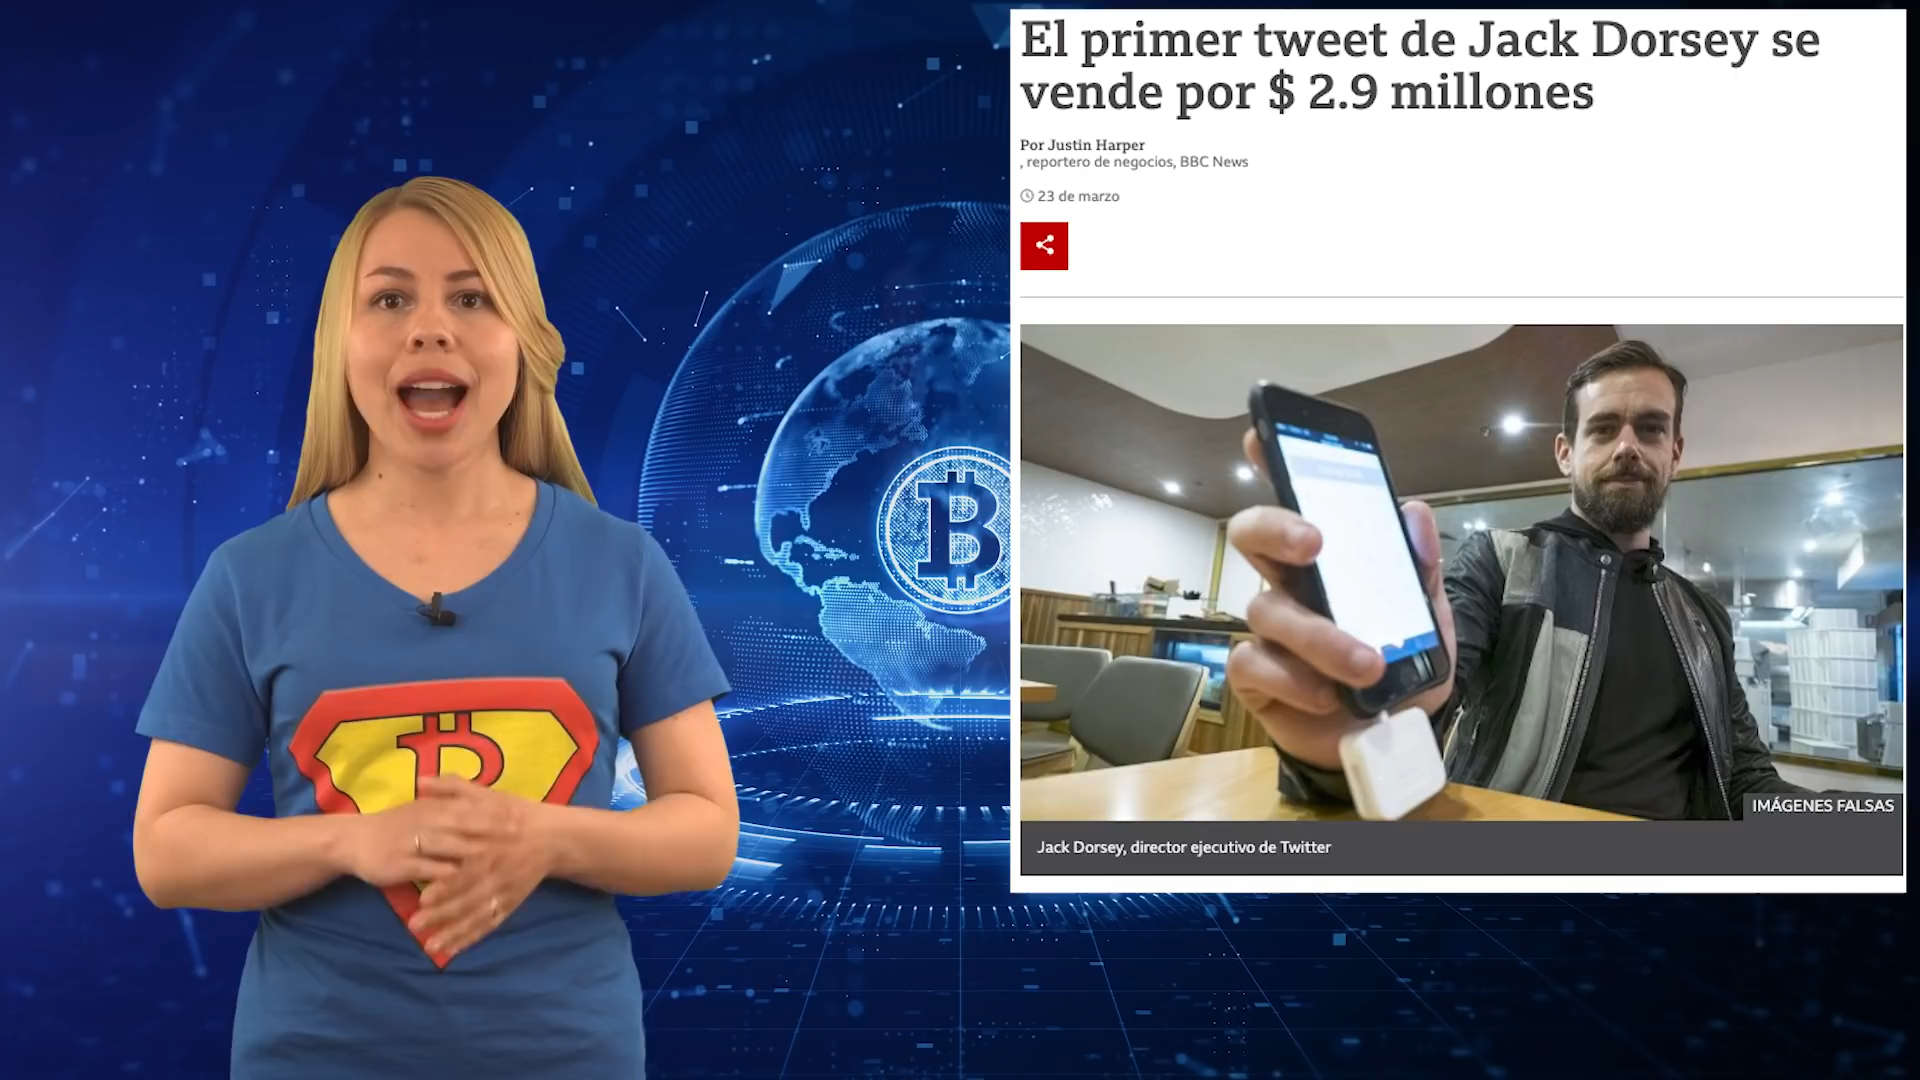 El primer tweet de Jack Dorsey se
vende por $ 2.9 millones
Por Justin Harper
, reportero de negocios, BBC News
23 de marzo
IMÁGENES FALSAS
Jack Dorsey, director ejecutivo de Twitter